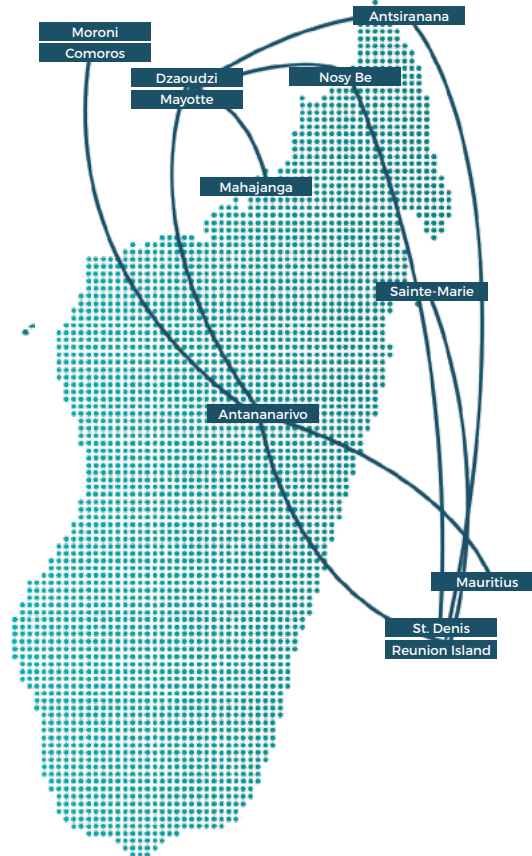 Antsiranana
Moroni
Comoros
Dzaoudzi
Mayotte
Nosy Be
Mahajanga
Sainte-Marie
Antananarivo
Mauritius
St. Denis
Reunion Island